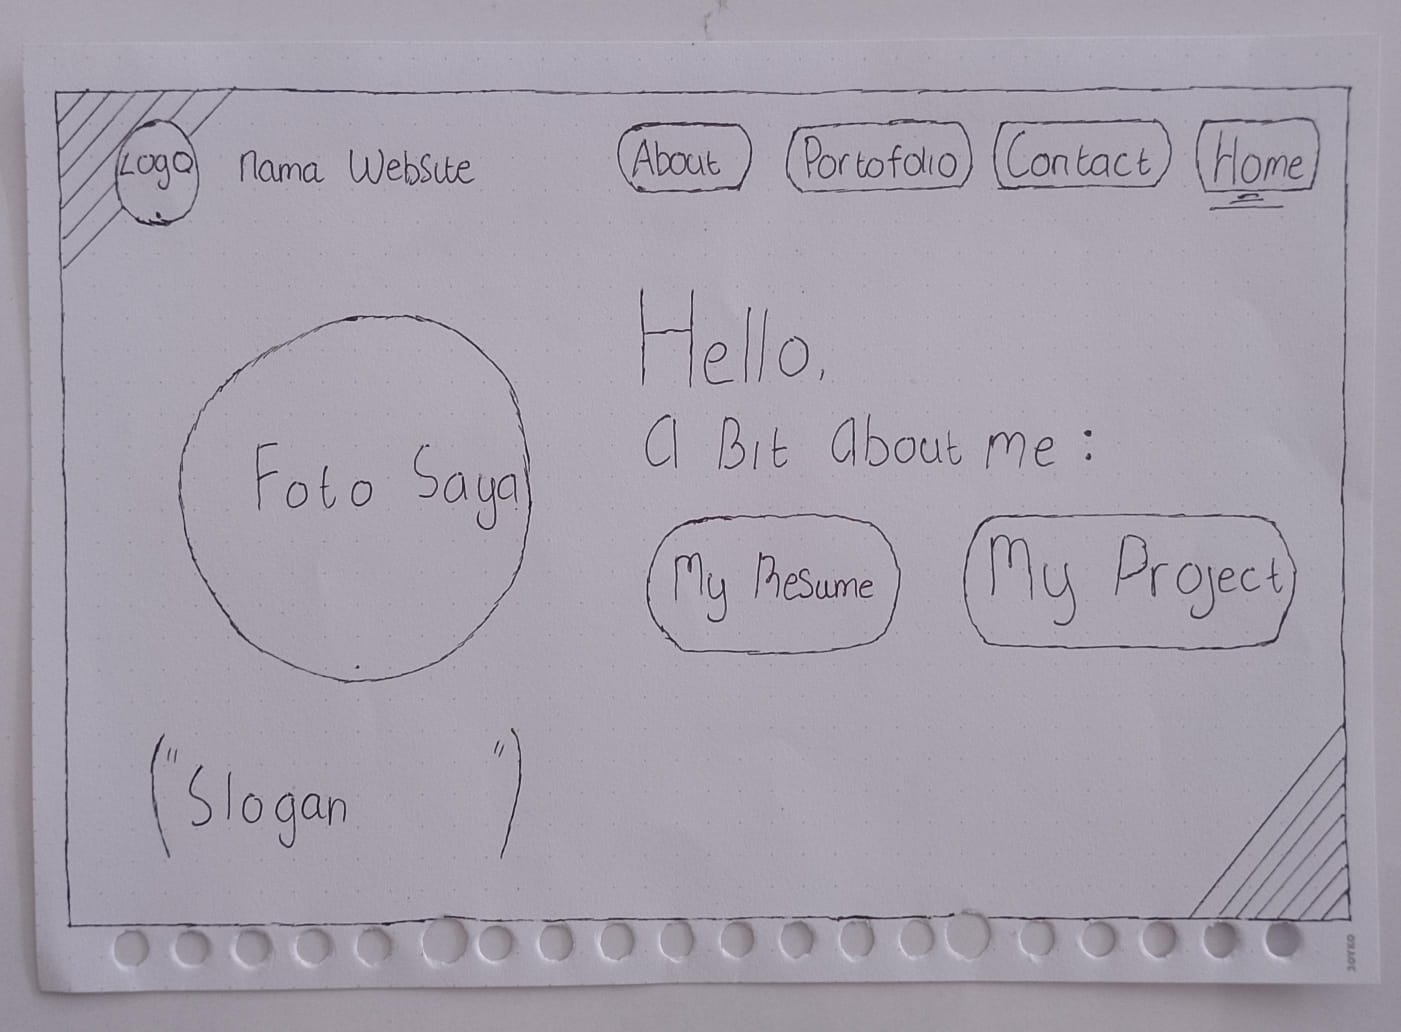 Logo Nama Website About Portofolio Contact Home
Hello,
A Bit About me :
Foto Saya
My Resume My Project
("Slogan ")
JOYKO